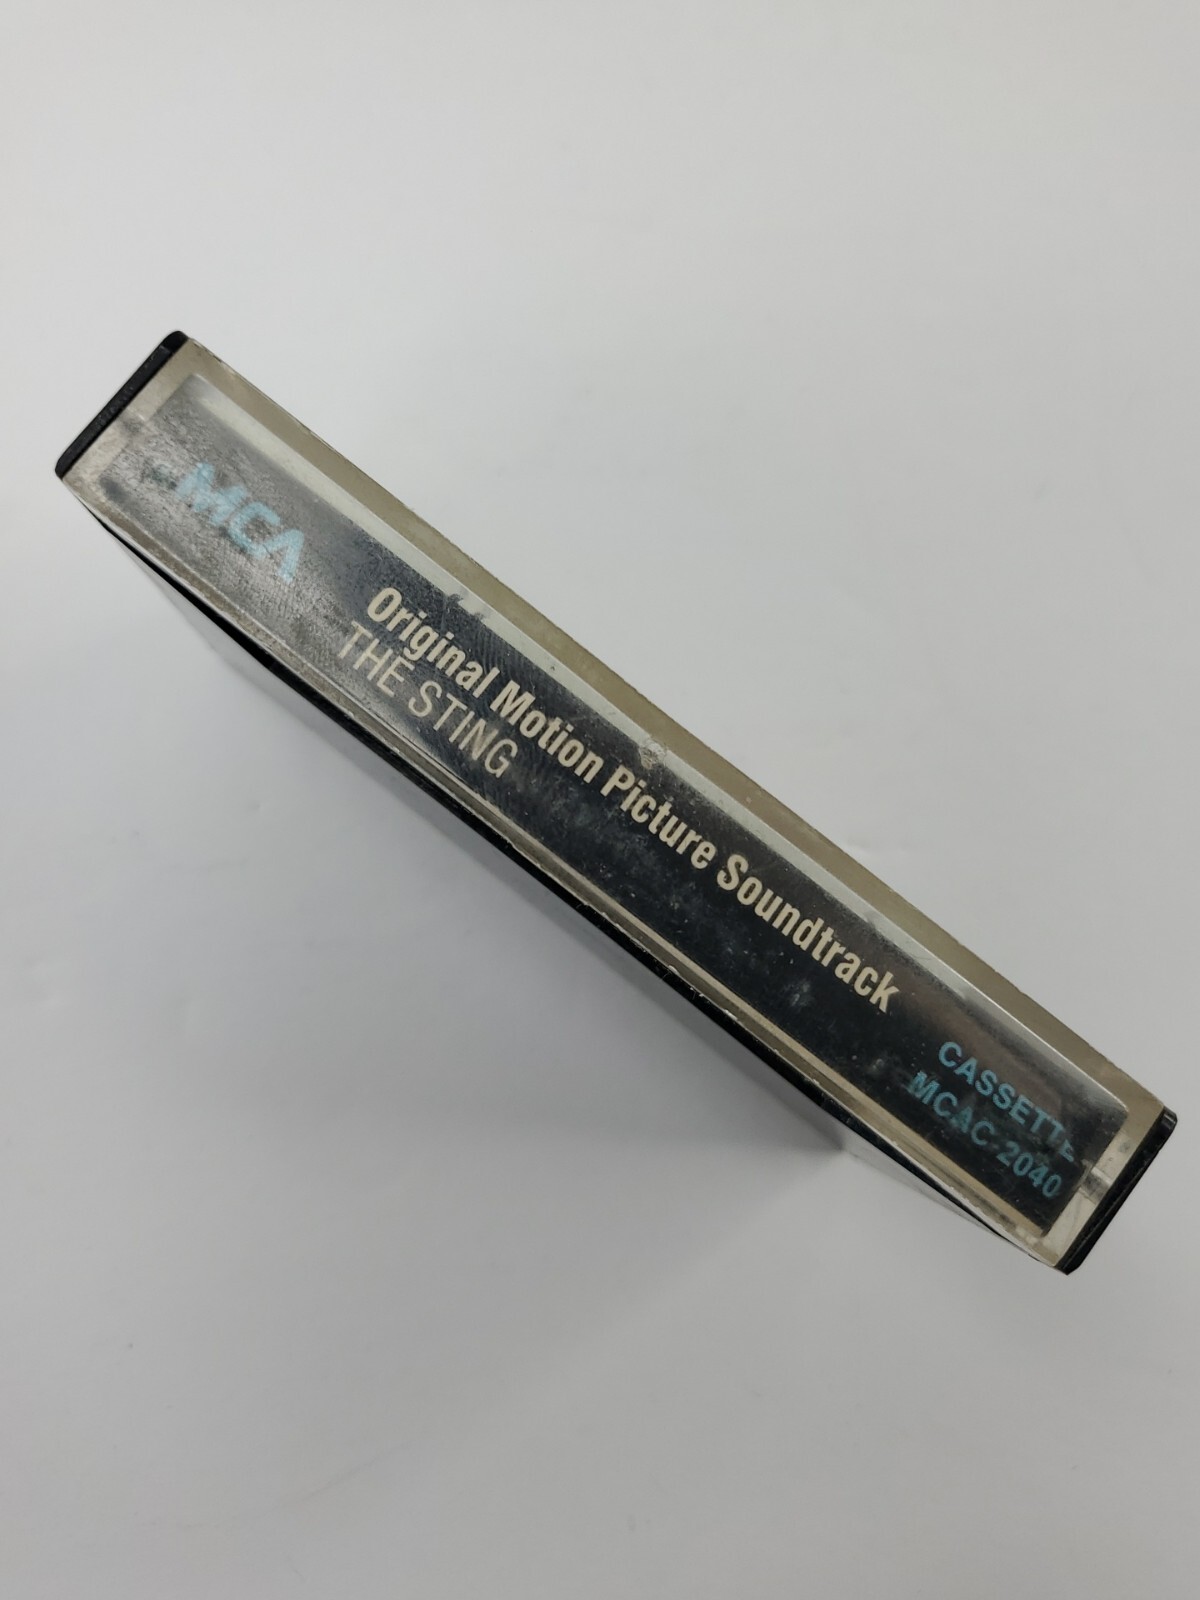 MCA
Original Motion Picture Soundtrack
THE STING
CASSETTE
MCAC-2040